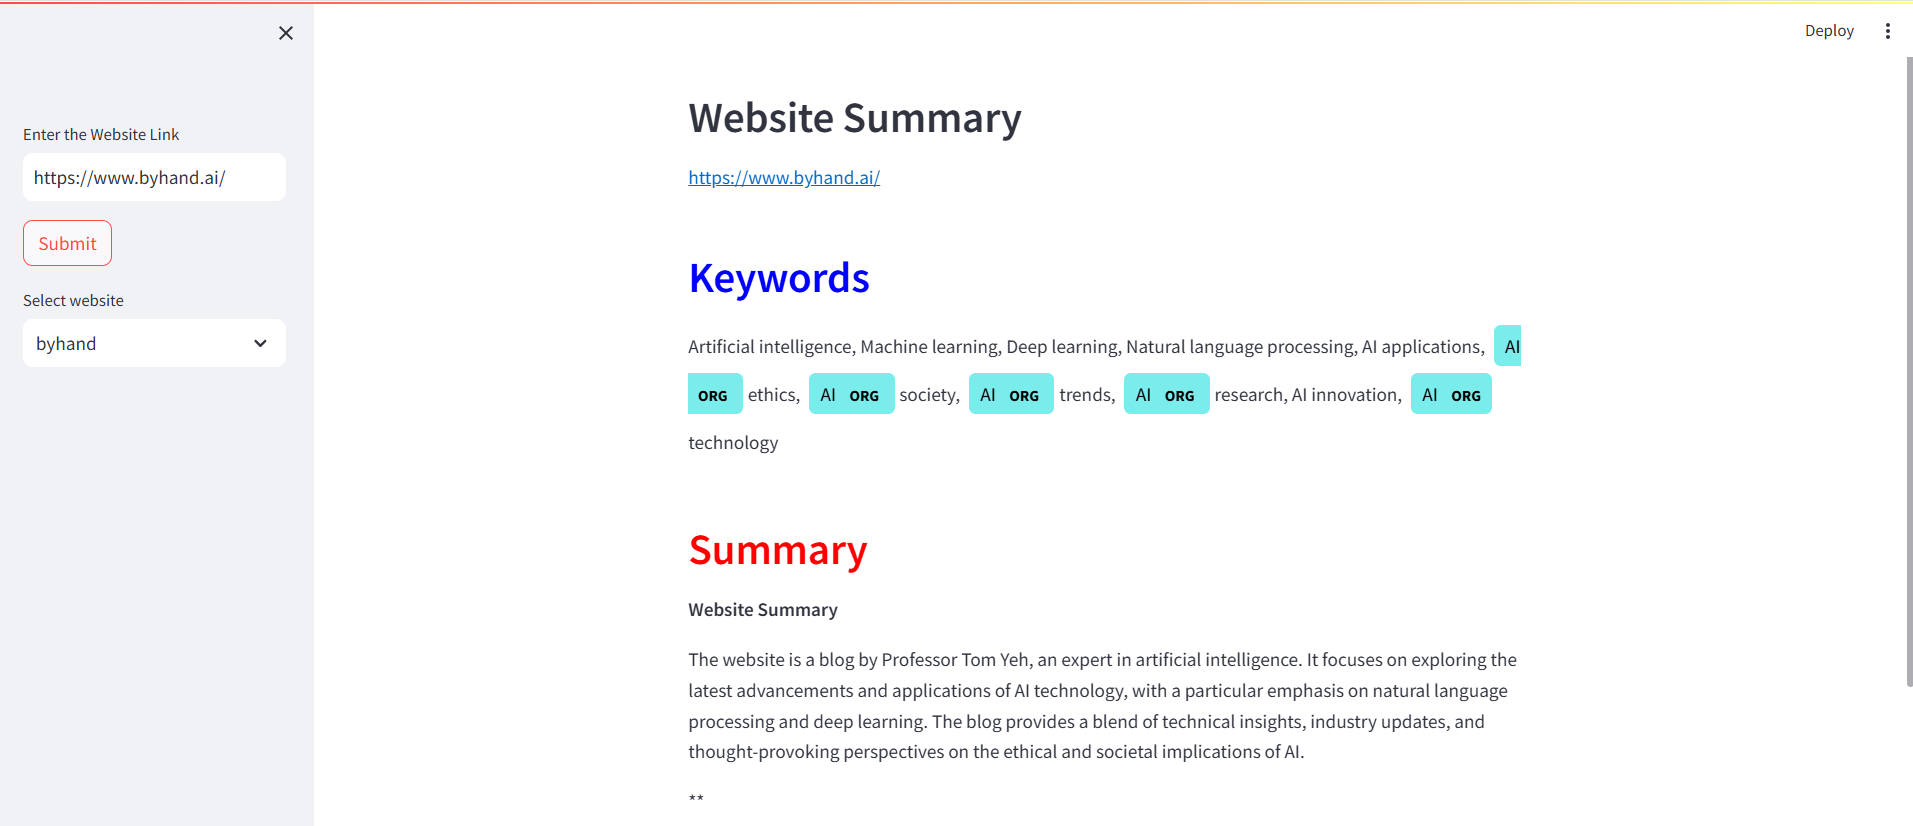 Deploy
Enter the Website Link
https://www.byhand.ai/
Submit
Select website
byhand
Website Summary
https://www.byhand.ai/
Keywords
Artificial intelligence, Machine learning, Deep learning, Natural language processing, AI applications, AI
ORG ethics, AI ORG society, AI ORG trends, AI ORG research, AI innovation, AI ORG
technology
Summary
Website Summary
The website is a blog by Professor Tom Yeh, an expert in artificial intelligence. It focuses on exploring the
latest advancements and applications of AI technology, with a particular emphasis on natural language
processing and deep learning. The blog provides a blend of technical insights, industry updates, and
thought-provoking perspectives on the ethical and societal implications of AI.
**